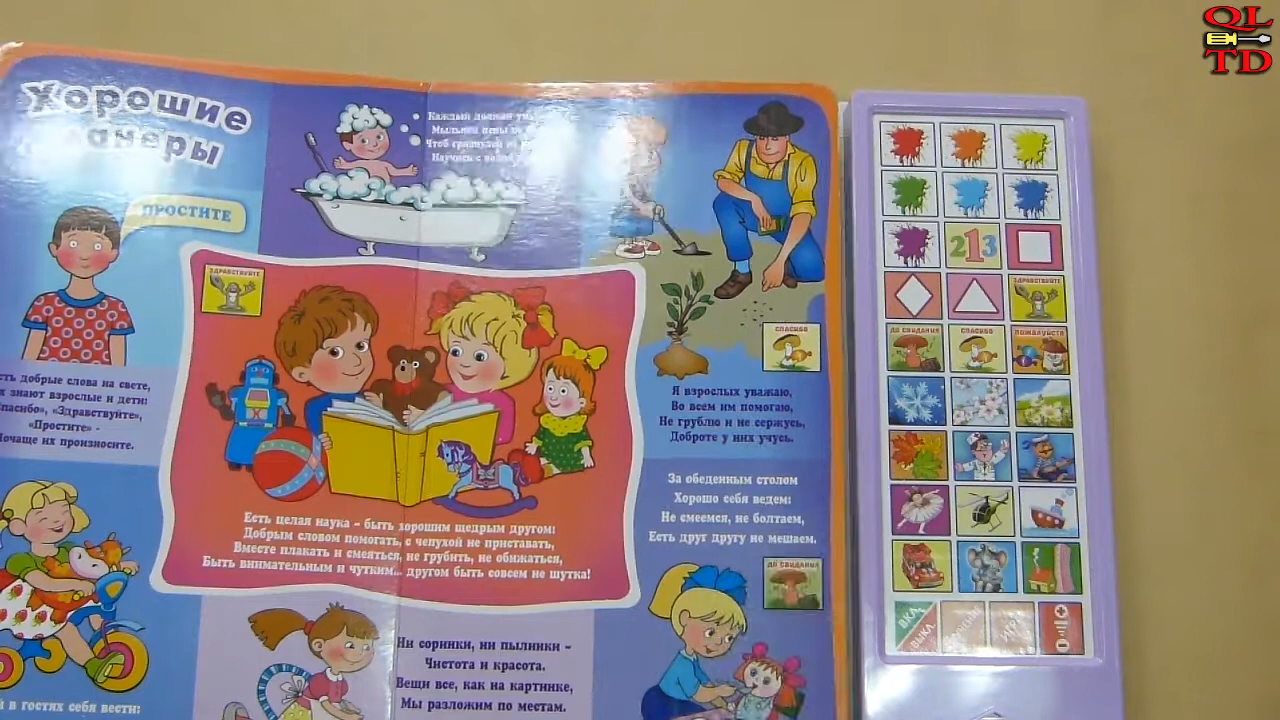 QL
TD
Хорошие
манеры
ПРОСТИТЕ
Каждый должен
Мыльной пены
Чтоб
Научись с водой
ЗДРАВСТВУЙТЕ
СПАСИБО
Я взрослых уважаю,
Во всем им помогаю,
Не грублю и не сержусь,
Доброте у них учусь.
добрые слова на свете,
знают взрослые и дети:
«Здравствуйте»,
«Простите» -
Почаще их произносите.
Есть целая наука – быть хорошим щедрым другом:
Добрым словом помогать, с чепухой не приставать,
Вместе плакать и смеяться, не грубить, не обижаться,
Быть внимательным и чутким... другом быть совсем не шутка!
За обеденным столом
Хорошо себя ведем:
Не смеемся, не болтаем,
Есть друг другу не мешаем.
ДО СВИДАНИЯ
Ни соринки, ни пылинки –
Чистота и красота.
Вещи все, как на картинке,
Мы разложим по местам.
в гостях себя вести:
213
ЗДРАВСТВУЙТЕ
ДО СВИДАНИЯ
СПАСИБО
ПОЖАЛУЙСТА
ВКЛ.
ВЫКЛ.